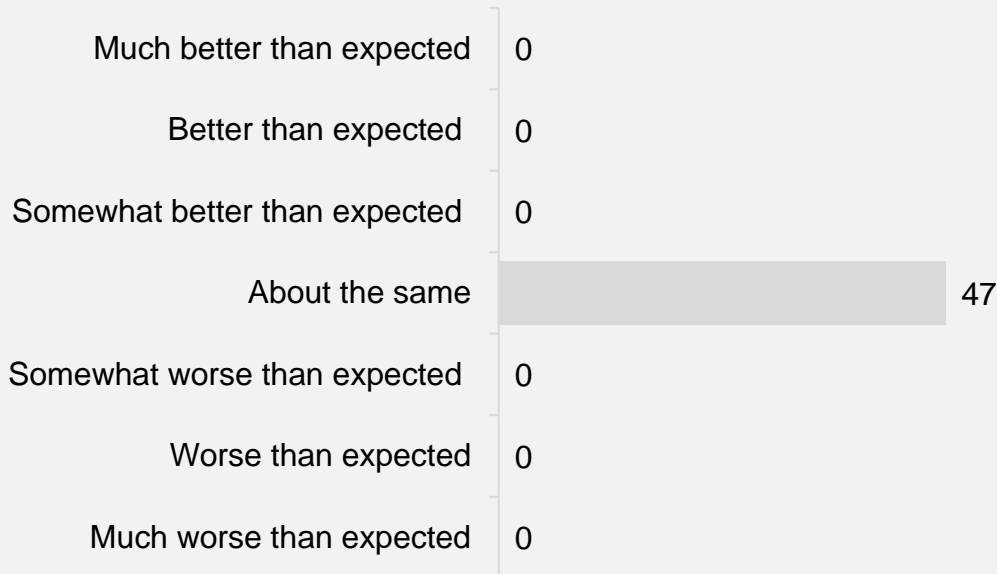 Much better than expected 0
Better than expected 0
Somewhat better than expected 0
About the same 47
Somewhat worse than expected 0
Worse than expected 0
Much worse than expected 0